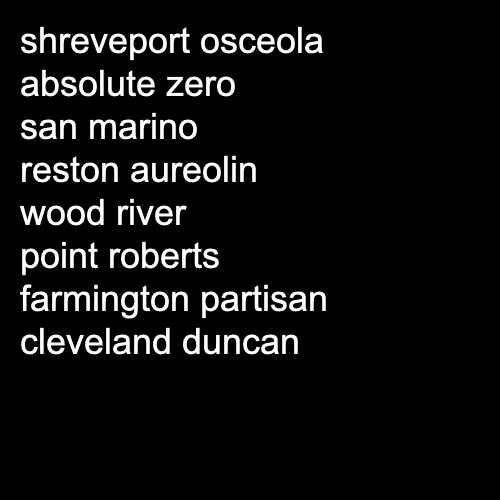 shreveport osceola
absolute zero
san marino
reston aureolin
wood river
point roberts
farmington partisan
cleveland duncan